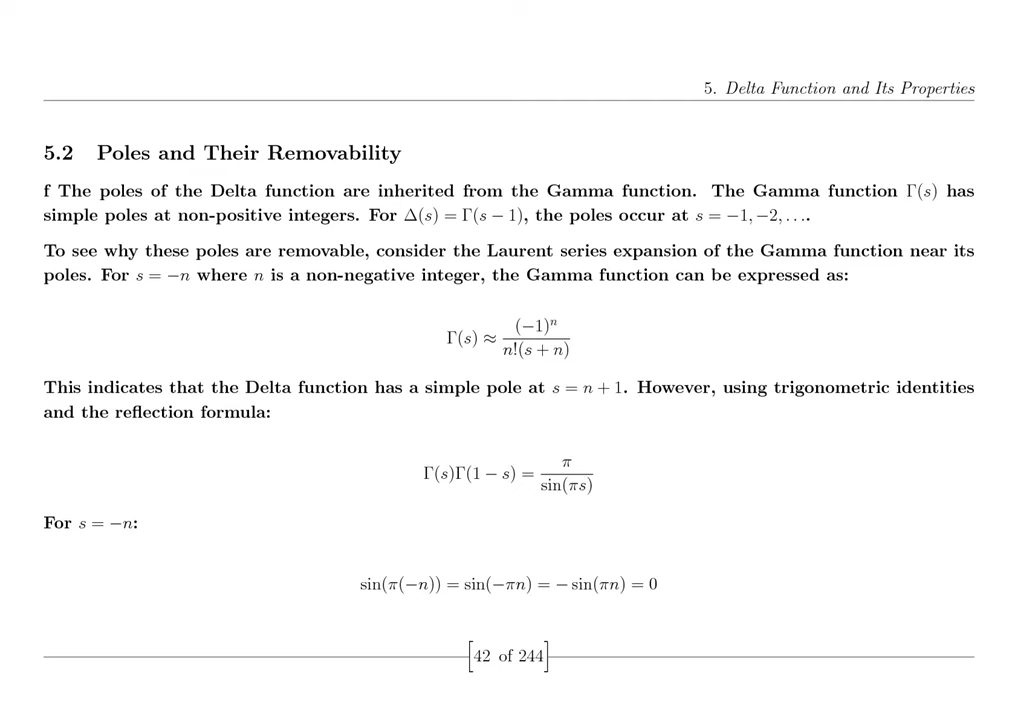 5. Delta Function and Its Properties
5.2 Poles and Their Removability
f The poles of the Delta function are inherited from the Gamma function. The Gamma function Γ(s) has
simple poles at non-positive integers. For Δ(s) = Γ(s − 1), the poles occur at s = −1, −2, . . ..
To see why these poles are removable, consider the Laurent series expansion of the Gamma function near its
poles. For s = −n where n is a non-negative integer, the Gamma function can be expressed as:
Γ(s) ≈ (−1)ⁿ / n!(s + n)
This indicates that the Delta function has a simple pole at s = n + 1. However, using trigonometric identities
and the reflection formula:
Γ(s)Γ(1 − s) = π / sin(πs)
For s = −n:
sin(π(−n)) = sin(−πn) = − sin(πn) = 0
[42 of 244]